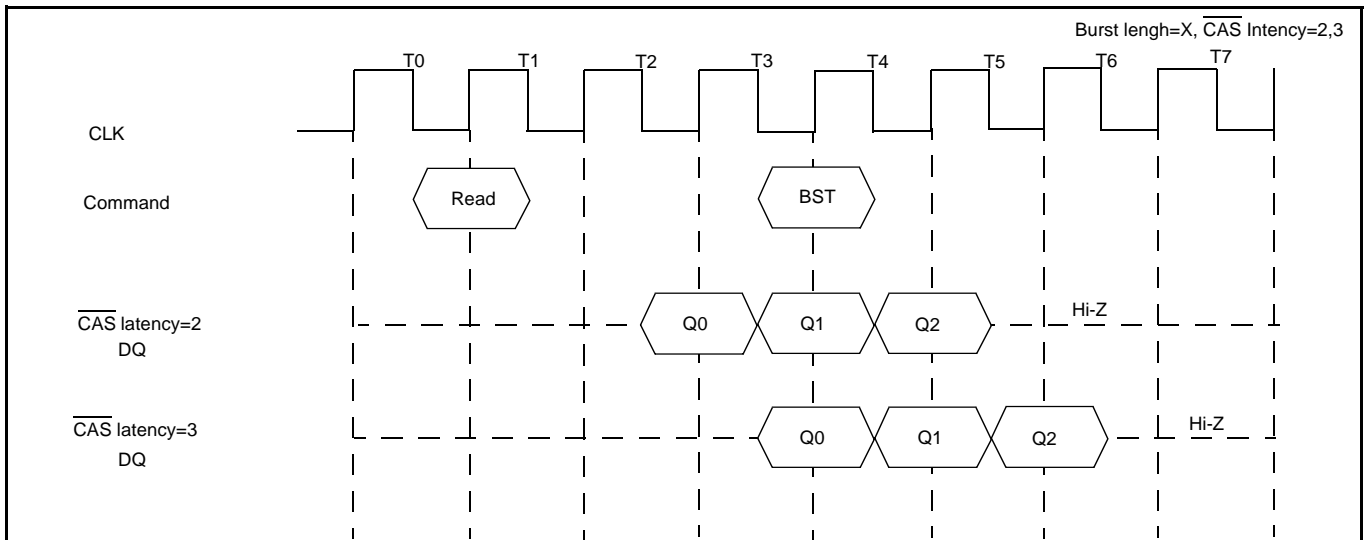 Burst lengh=X, CAS Intency=2,3
T0 T1 T2 T3 T4 T5 T6 T7
CLK
Command Read BST
CAS latency=2 Q0 Q1 Q2 Hi-Z
DQ
CAS latency=3 Q0 Q1 Q2 Hi-Z
DQ